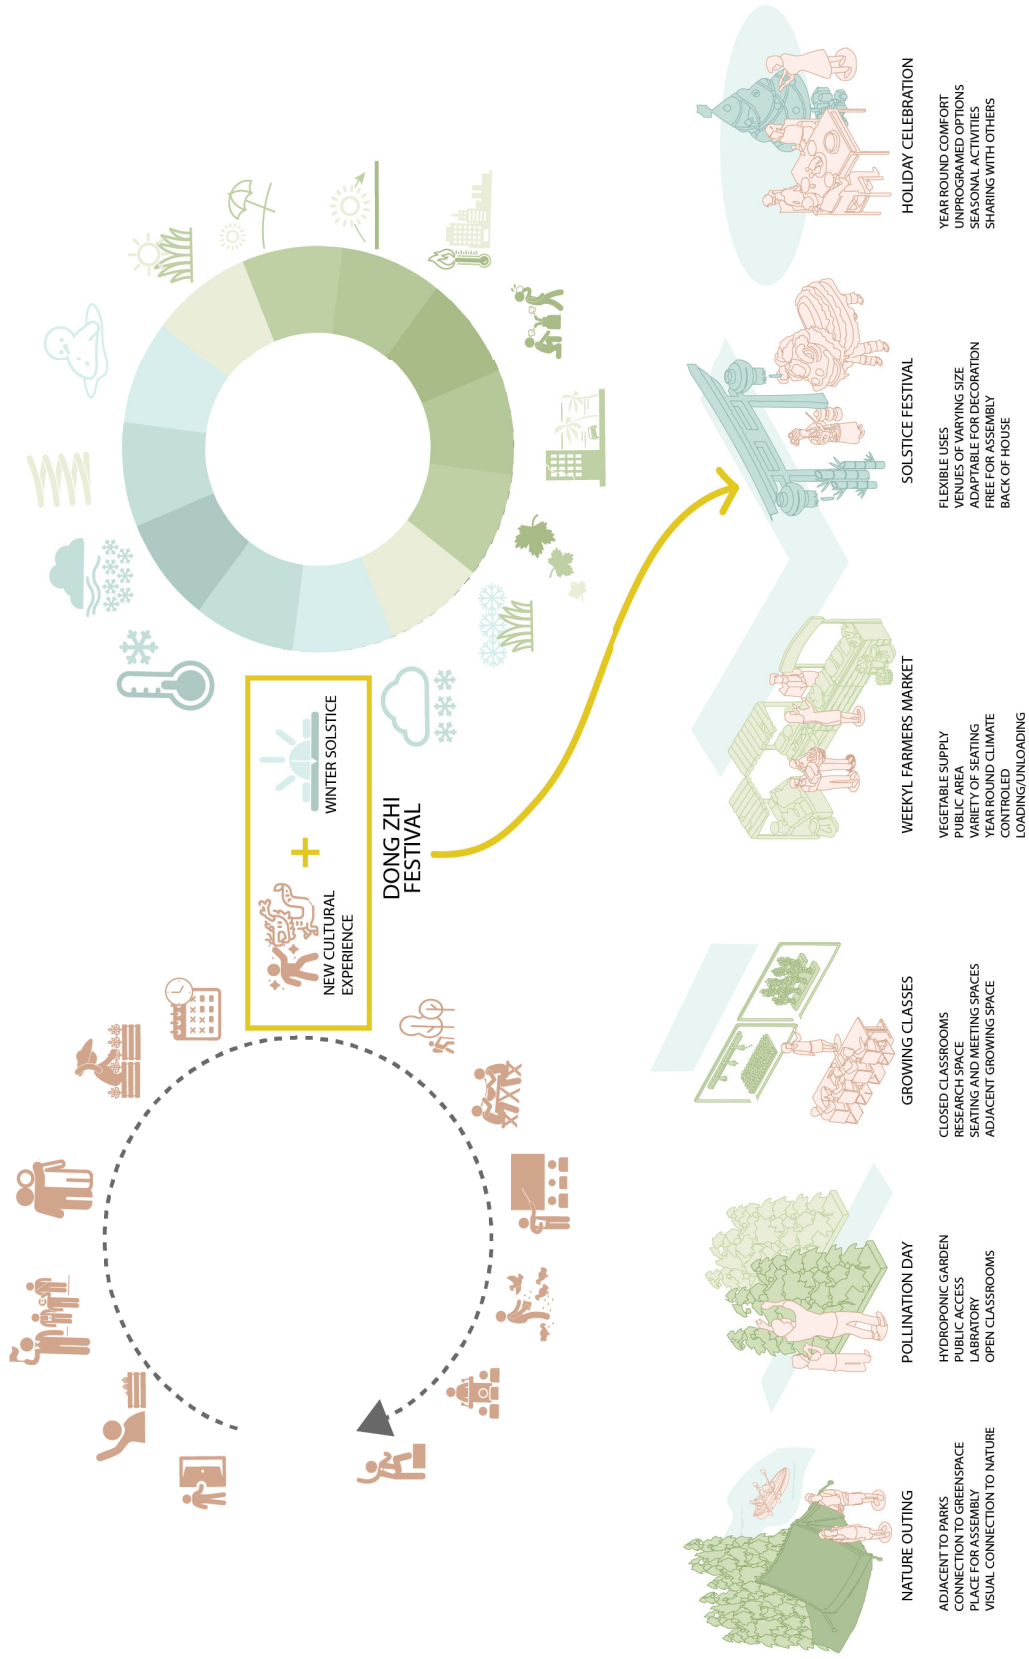 NEW CULTURAL
EXPERIENCE
WINTER SOLSTICE
DONG ZHI
FESTIVAL
NATURE OUTING
ADJACENT TO PARKS
CONNECTION TO GREENSPACE
PLACE FOR ASSEMBLY
VISUAL CONNECTION TO NATURE
POLLINATION DAY
HYDROPONIC GARDEN
PUBLIC ACCESS
LABRATORY
OPEN CLASSROOMS
GROWING CLASSES
CLOSED CLASSROOMS
RESEARCH SPACE
SEATING AND MEETING SPACES
ADJACENT GROWING SPACE
WEEKYL FARMERS MARKET
VEGETABLE SUPPLY
PUBLIC AREA
VARIETY OF SEATING
YEAR ROUND CLIMATE
CONTROLED
LOADING/UNLOADING
SOLSTICE FESTIVAL
FLEXIBLE USES
VENUES OF VARYING SIZE
ADAPTABLE FOR DECORATION
FREE FOR ASSEMBLY
BACK OF HOUSE
HOLIDAY CELEBRATION
YEAR ROUND COMFORT
UNPROGRAMED OPTIONS
SEASONAL ACTIVITIES
SHARING WITH OTHERS